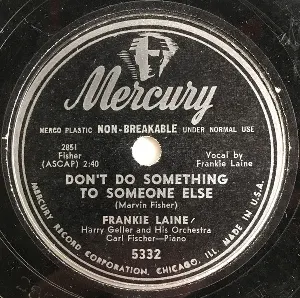 Mercury
MERCO PLASTIC NON-BREAKABLE UNDER NORMAL USE
2851
Fisher
(ASCAP) 2:40
Vocal by
Frankie Laine
DON'T DO SOMETHING
TO SOMEONE ELSE
(Marvin Fisher)
FRANKIE LAINE
Harry Geller and His Orchestra
Carl Fischer—Piano
5332
MERCURY RECORD CORPORATION, CHICAGO, ILL. MADE IN U.S.A.